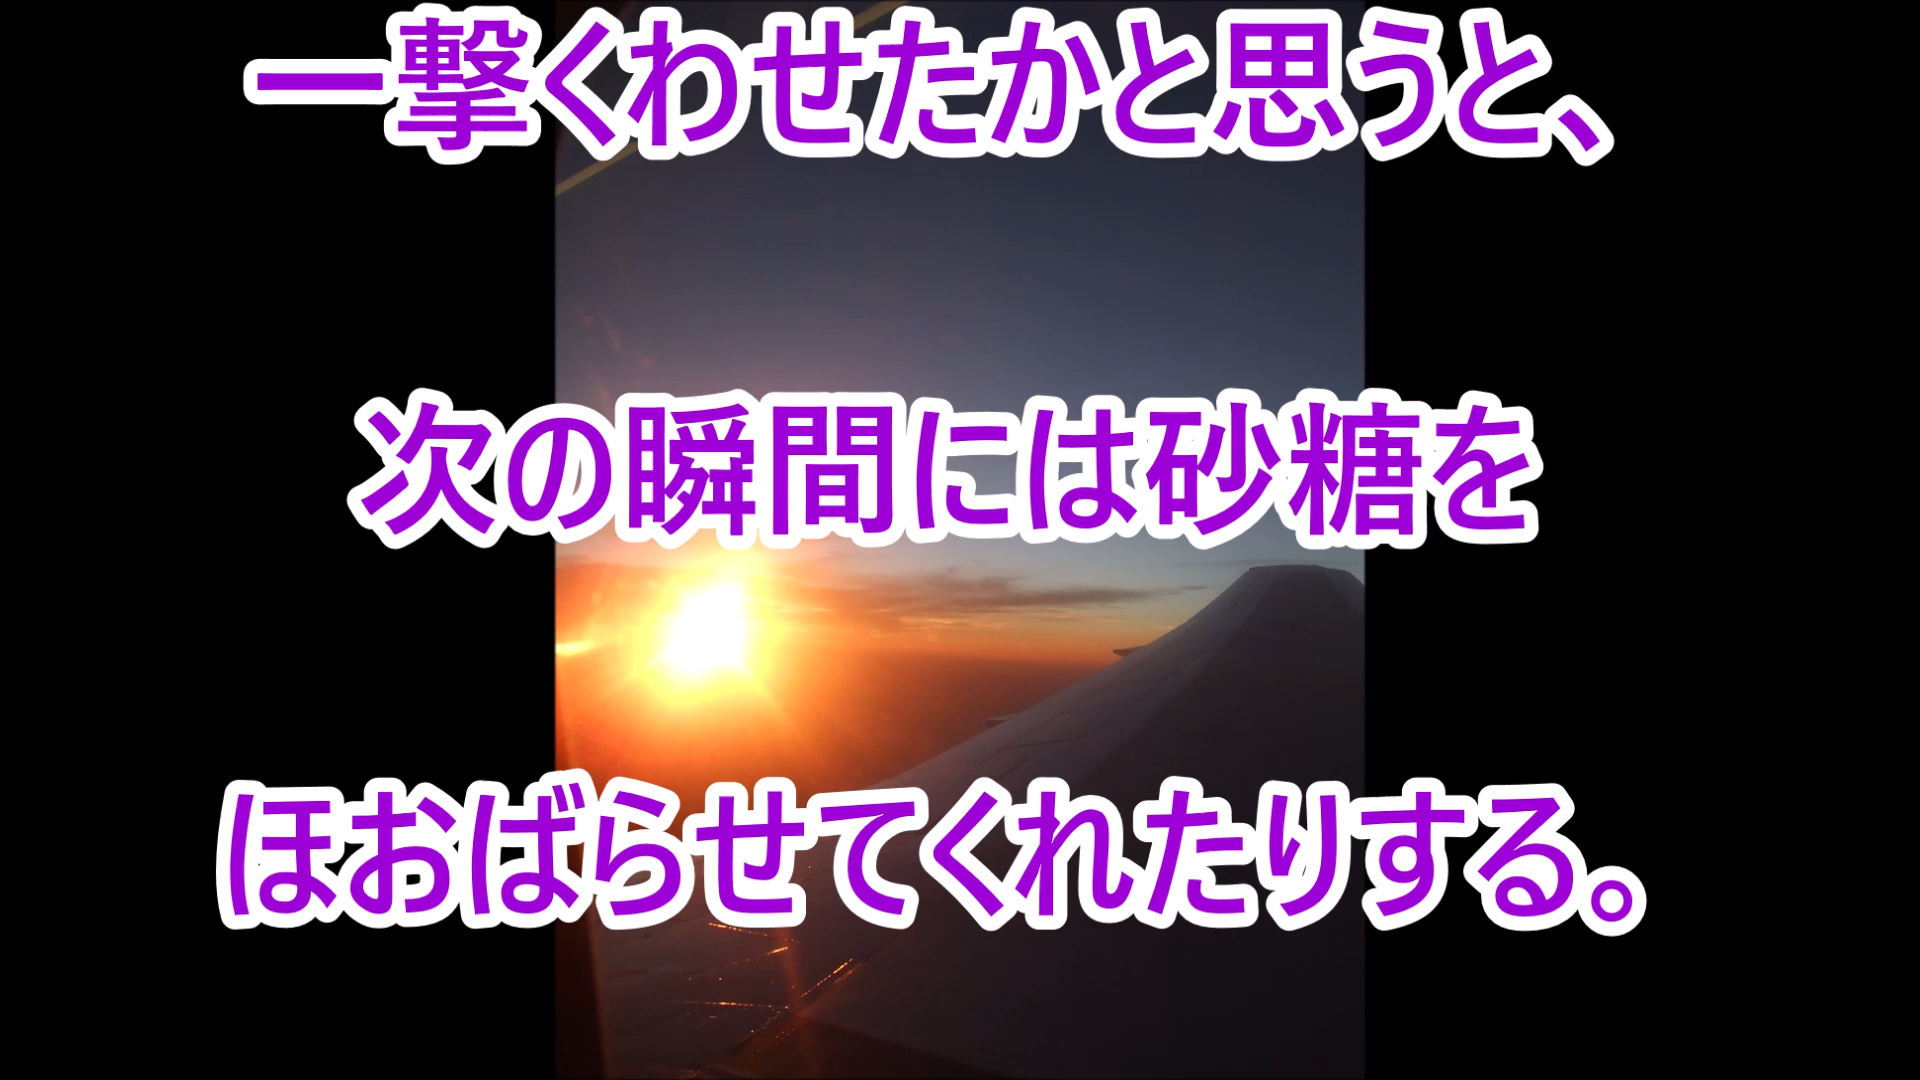 一撃くわせたかと思うと、
次の瞬間には砂糖を
ほおばらせてくれたりする。